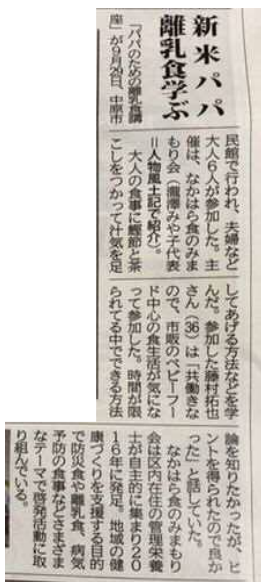 新米パパ
離乳食学ぶ
「パパのための離乳食講
座」が9月29日、中原市
民館で行われ、夫婦など
大人6人が参加した。主
催は、なかはら食のみま
もり会(瀧澤みや子代表
=人物風土記で紹介)。
　大人の食事に鰹節と茶
こしをつかって汁気を足
してあげる方法などを学
んだ。参加した藤村拓也
さん(36)は「共働きな
ので、市販のベビーフー
ド中心の食生活が気にな
って参加した。時間が限
られてる中でできる方法
論を知りたかったが、ヒ
ントを得られたので良か
った」と話していた。
　なかはら食のみまもり
会は区内在住の管理栄養
士が自主的に集まり20
16年に発足。地域の健
康づくりを支援する目的
で防災食や離乳食、病気
予防の食事などさまざま
なテーマで啓発活動に取
り組んでいる。